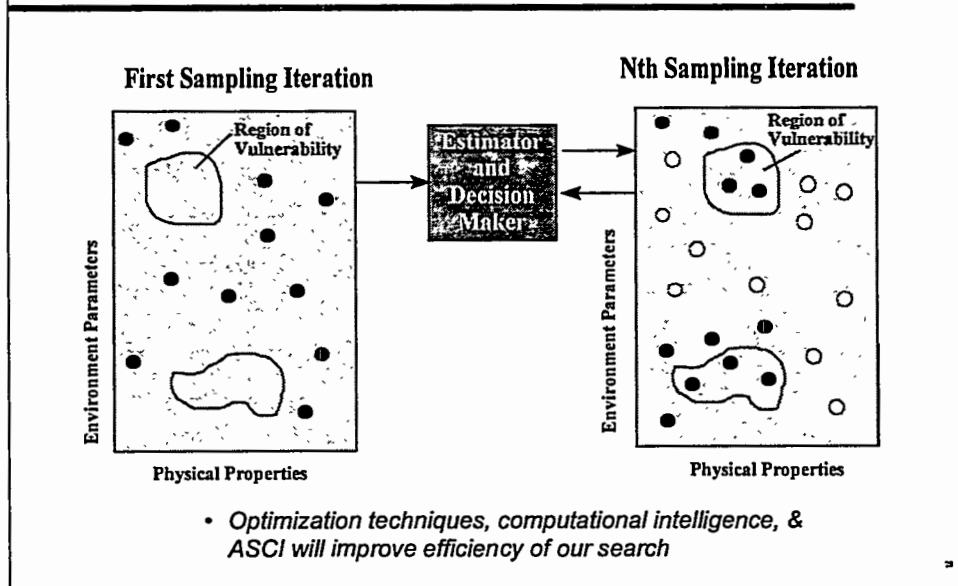 First Sampling Iteration
Nth Sampling Iteration
Region of
Vulnerability
Estimator
and
Decision
Maker
Region of
Vulnerability
Environment Parameters
Environment Parameters
Physical Properties
Physical Properties
• Optimization techniques, computational intelligence, &
ASCI will improve efficiency of our search